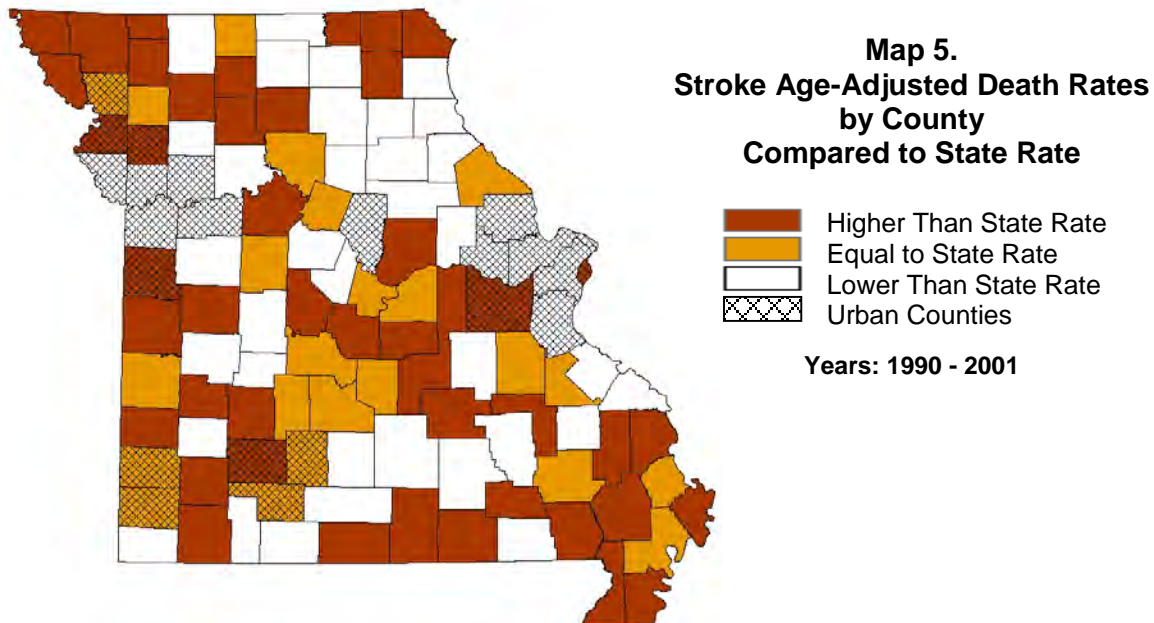 Map 5.
Stroke Age-Adjusted Death Rates
by County
Compared to State Rate
Higher Than State Rate
Equal to State Rate
Lower Than State Rate
Urban Counties
Years: 1990 - 2001